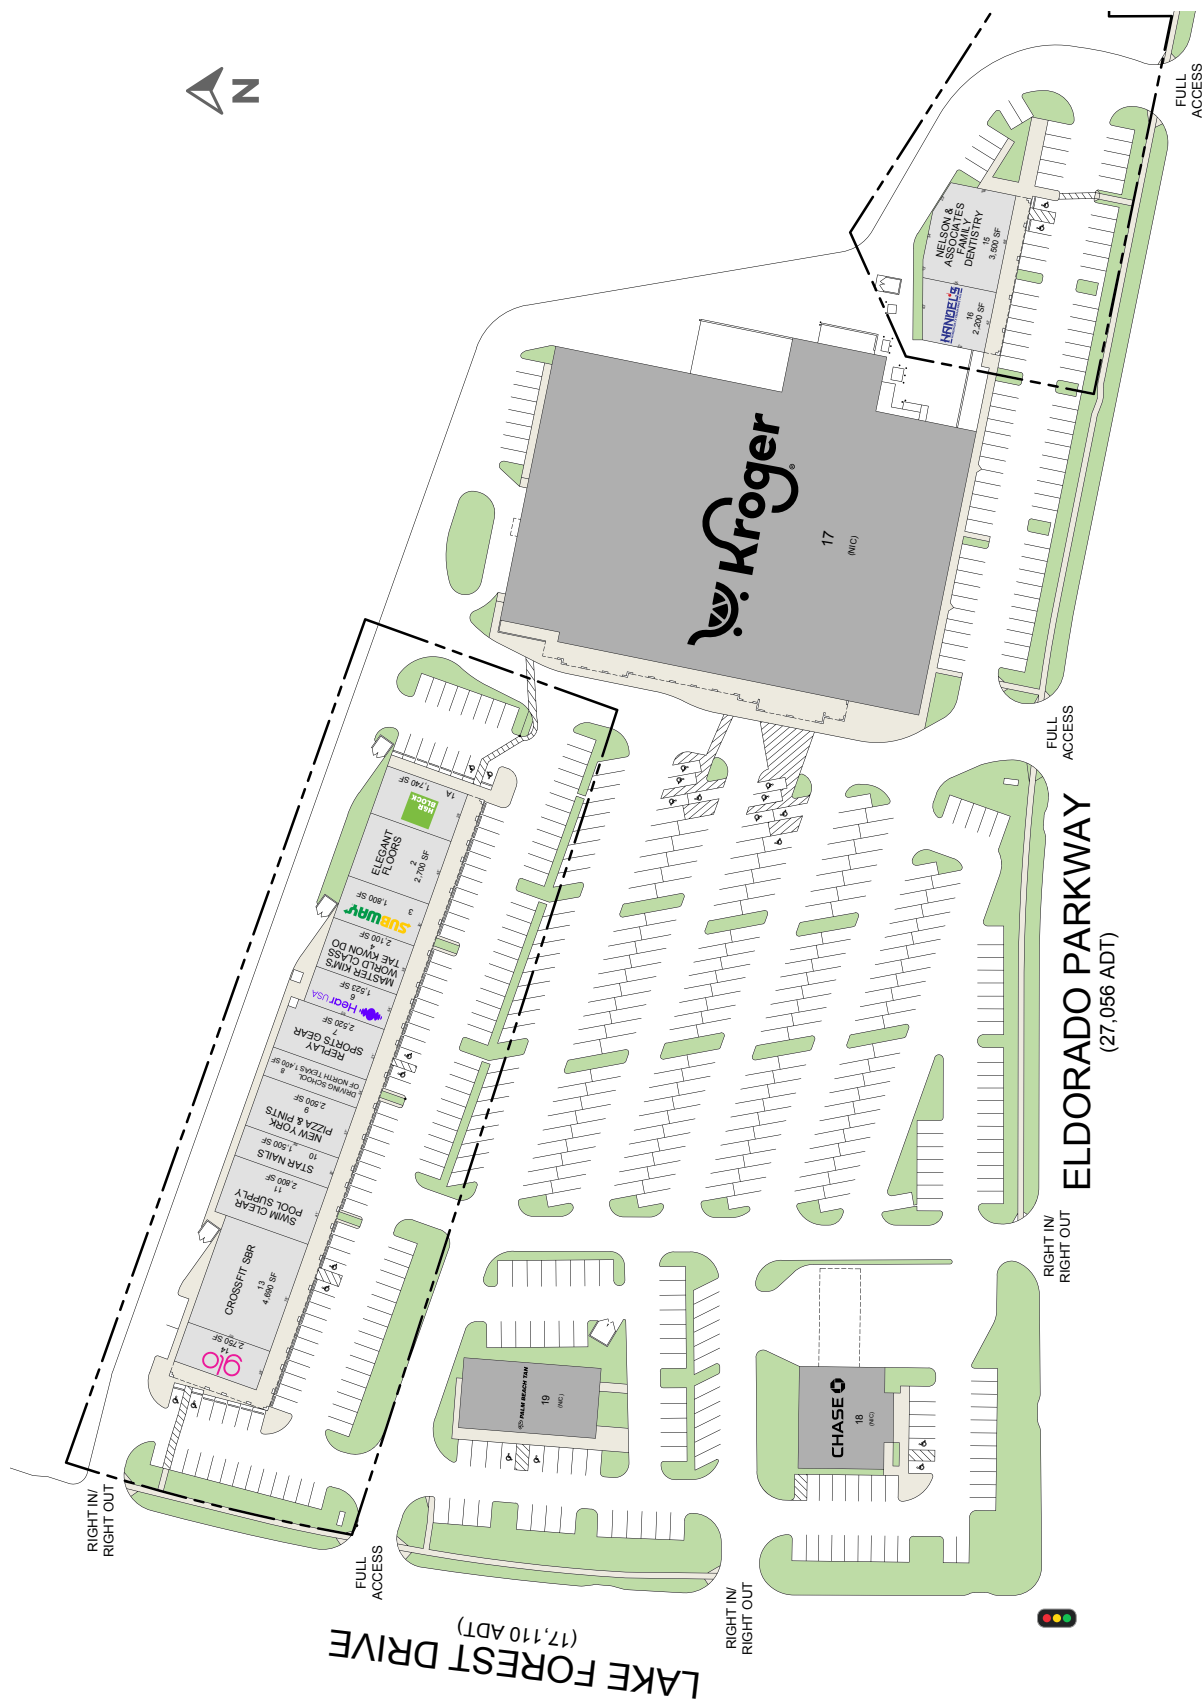 N
FULL
ACCESS
NELSON &
ASSOCIATES
FAMILY
DENTISTRY
15
3,500 SF
HANDEL'S
16
2,200 SF
Kroger
17
(NIC)
1,740 SF
1A
H&R
BLOCK
ELEGANT
FLOORS
2
2,700 SF
1,800 SF
3
SUBWAY
2,100 SF
4
MASTER KIM'S
WORLD CLASS
TAE KWON DO
1,523 SF
6
HearUSA
2,520 SF
7
REPLAY
SPORTS GEAR
DRIVING SCHOOL 8
OF NORTH TEXAS 1,400 SF
2,500 SF
9
NEW YORK
PIZZA & PINTS
10 1,500 SF
STAR NAILS
2,800 SF
11
SWIM CLEAR
POOL SUPPLY
CROSSFIT SBR
13
4,690 SF
2,750 SF
14
glo
FULL
ACCESS
ELDORADO PARKWAY
(27,056 ADT)
RIGHT IN/
RIGHT OUT
PALM BEACH TAN
19
(NIC)
CHASE
18
(NIC)
RIGHT IN/
RIGHT OUT
FULL
ACCESS
RIGHT IN/
RIGHT OUT
LAKE FOREST DRIVE
(17,110 ADT)